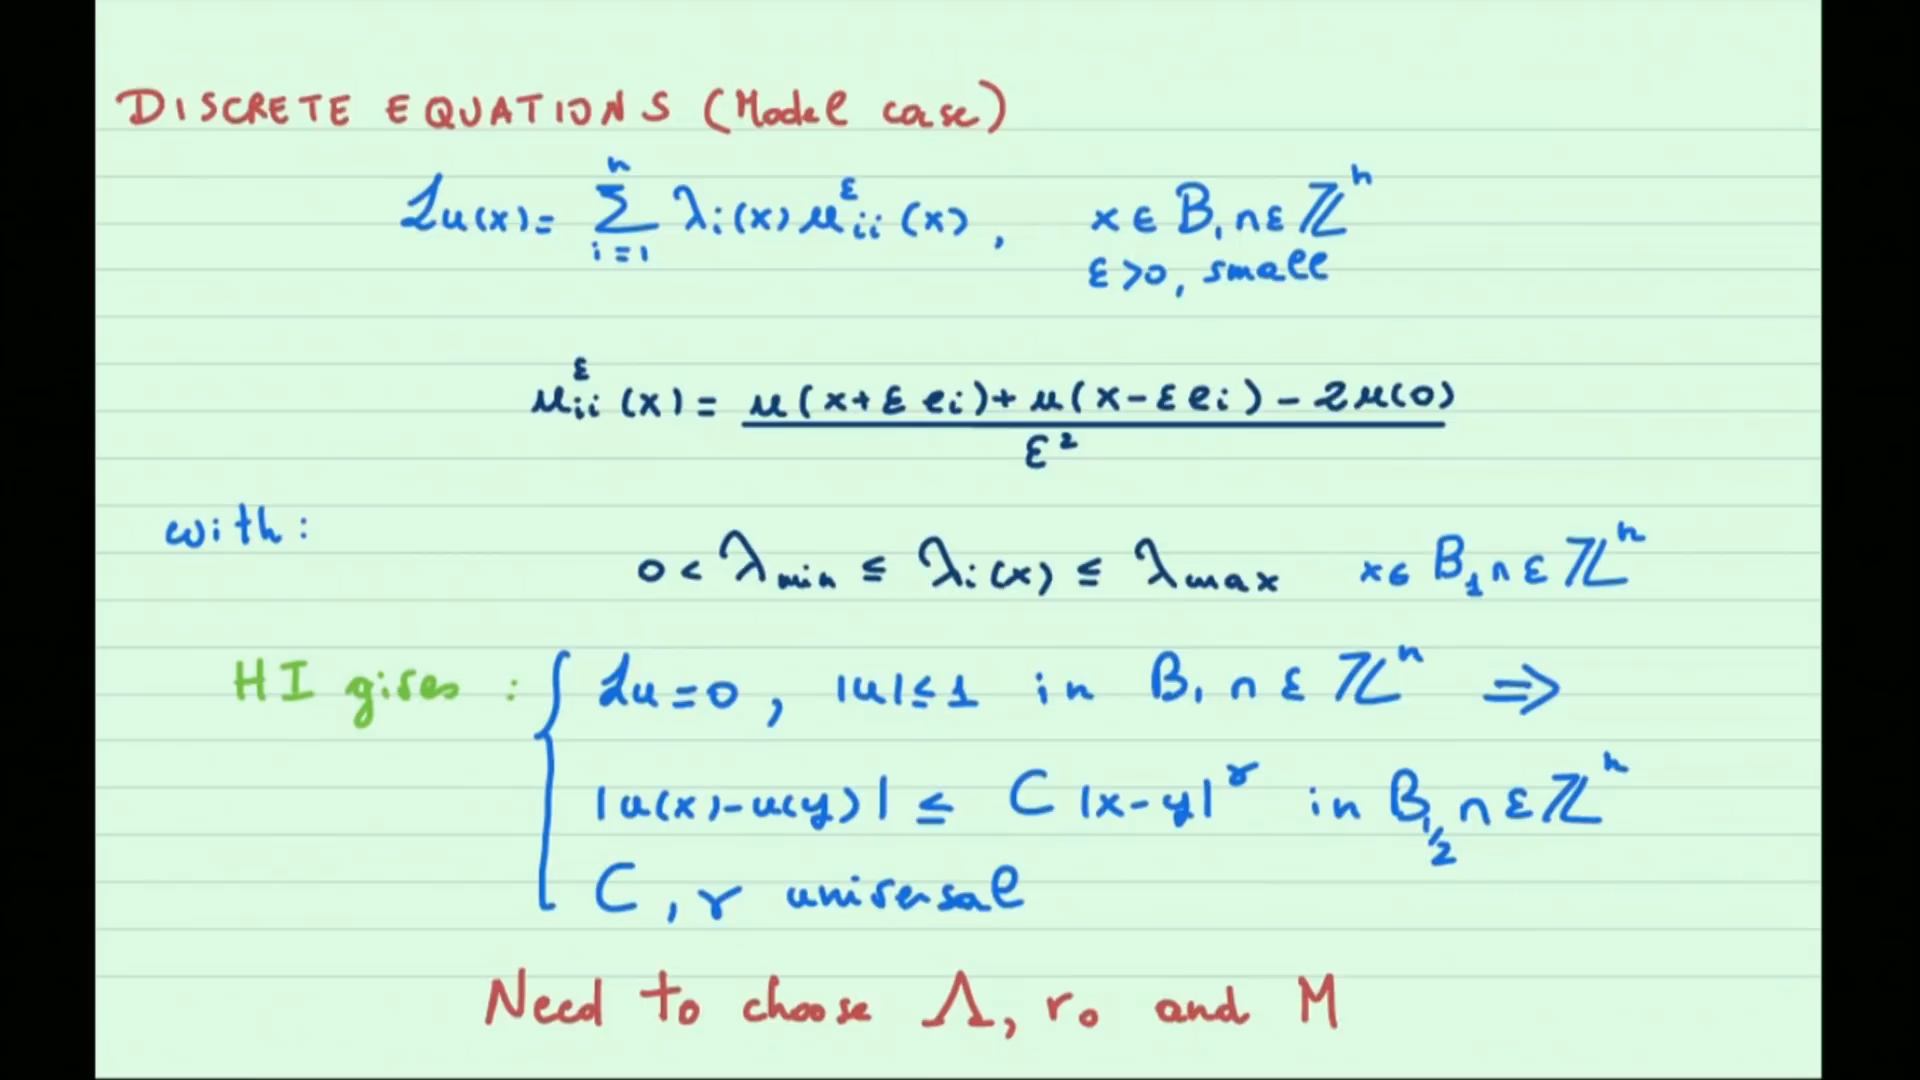 DISCRETE EQUATIONS (Model case)
ℒu(x) = ∑_{i=1}^{n} λ_i(x) u^ε_{ii}(x), x ∈ B_1 ∩ εℤ^n
ε>0, small
u^ε_{ii}(x) = \frac{u(x+εe_i)+u(x-εe_i)-2u(0)}{ε^2}
with: 0 < λ_min ≤ λ_i(x) ≤ λ_max x ∈ B_1 ∩ εℤ^n
HI gives : { ℒu=0, |u|≤1 in B_1 ∩ εℤ^n ⇒
|u(x)-u(y)| ≤ C|x-y|^γ in B_{1/2} ∩ εℤ^n
C, γ universal
Need to choose Λ, r_0 and M